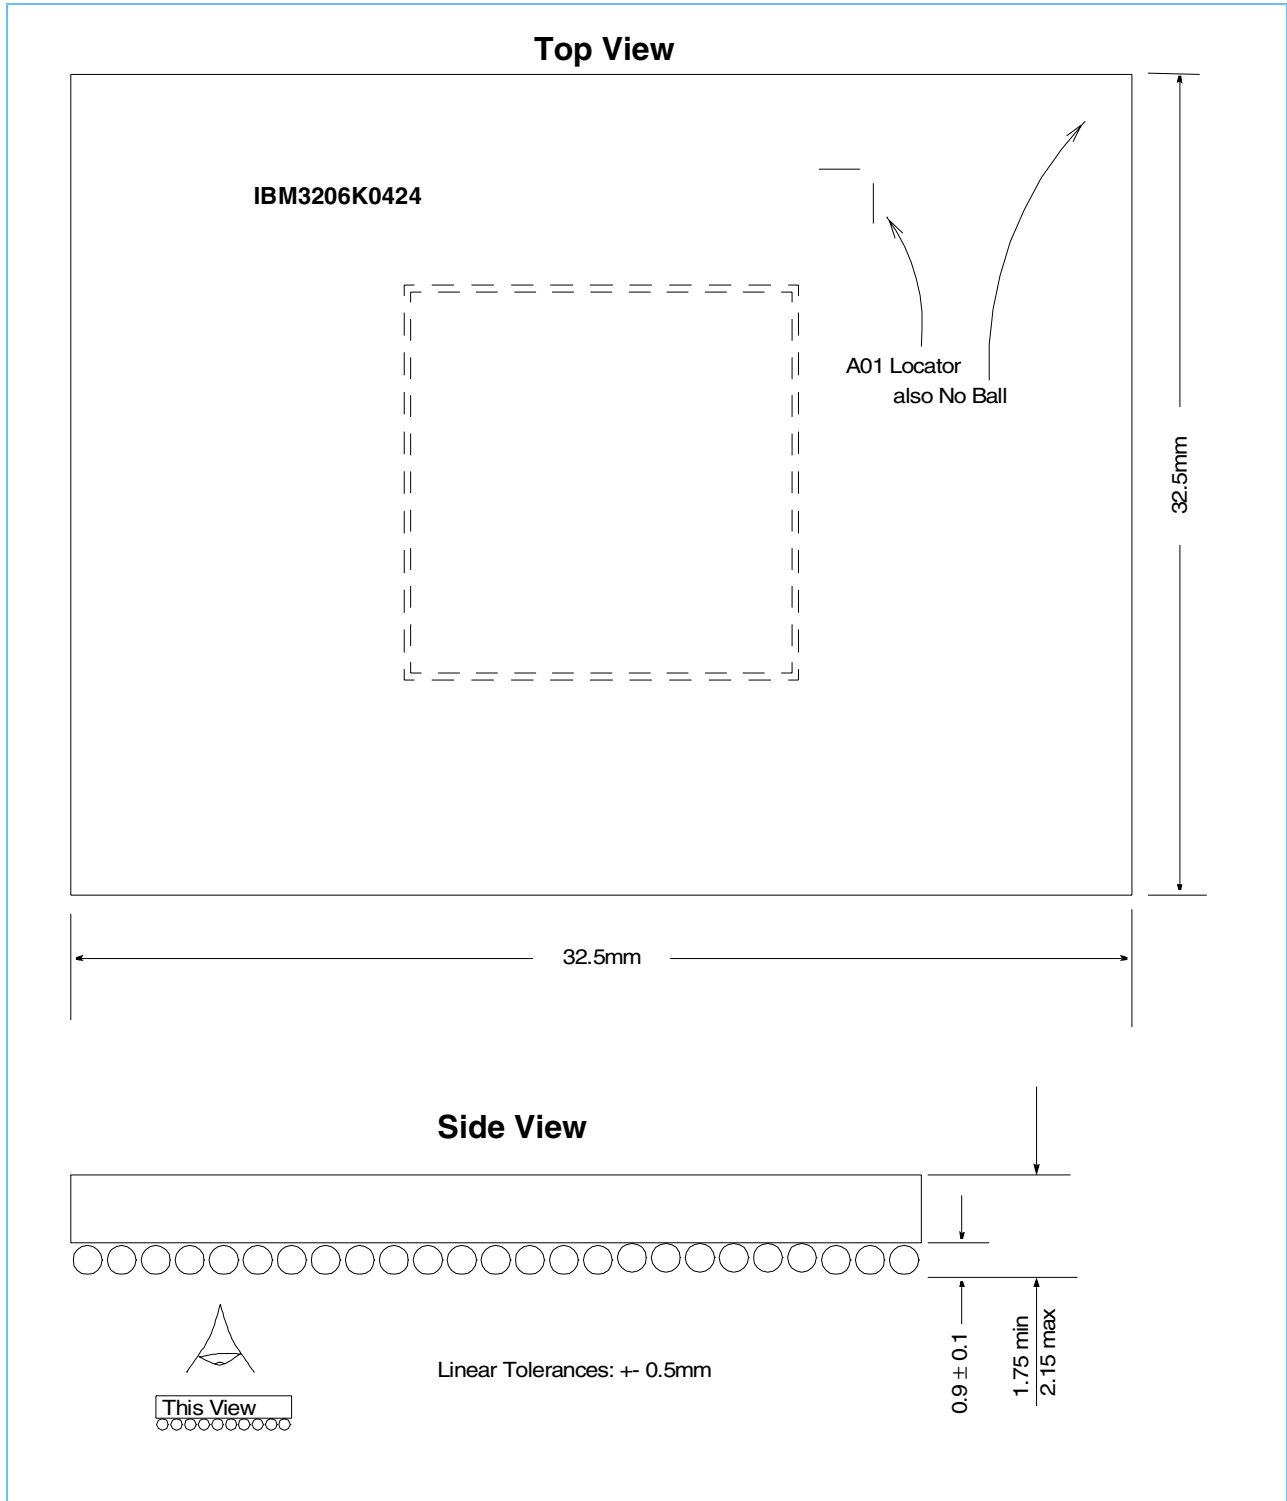 Top View
IBM3206K0424
A01 Locator
also No Ball
32.5mm
32.5mm
Side View
0.9 ± 0.1
1.75 min
2.15 max
Linear Tolerances: +- 0.5mm
This View